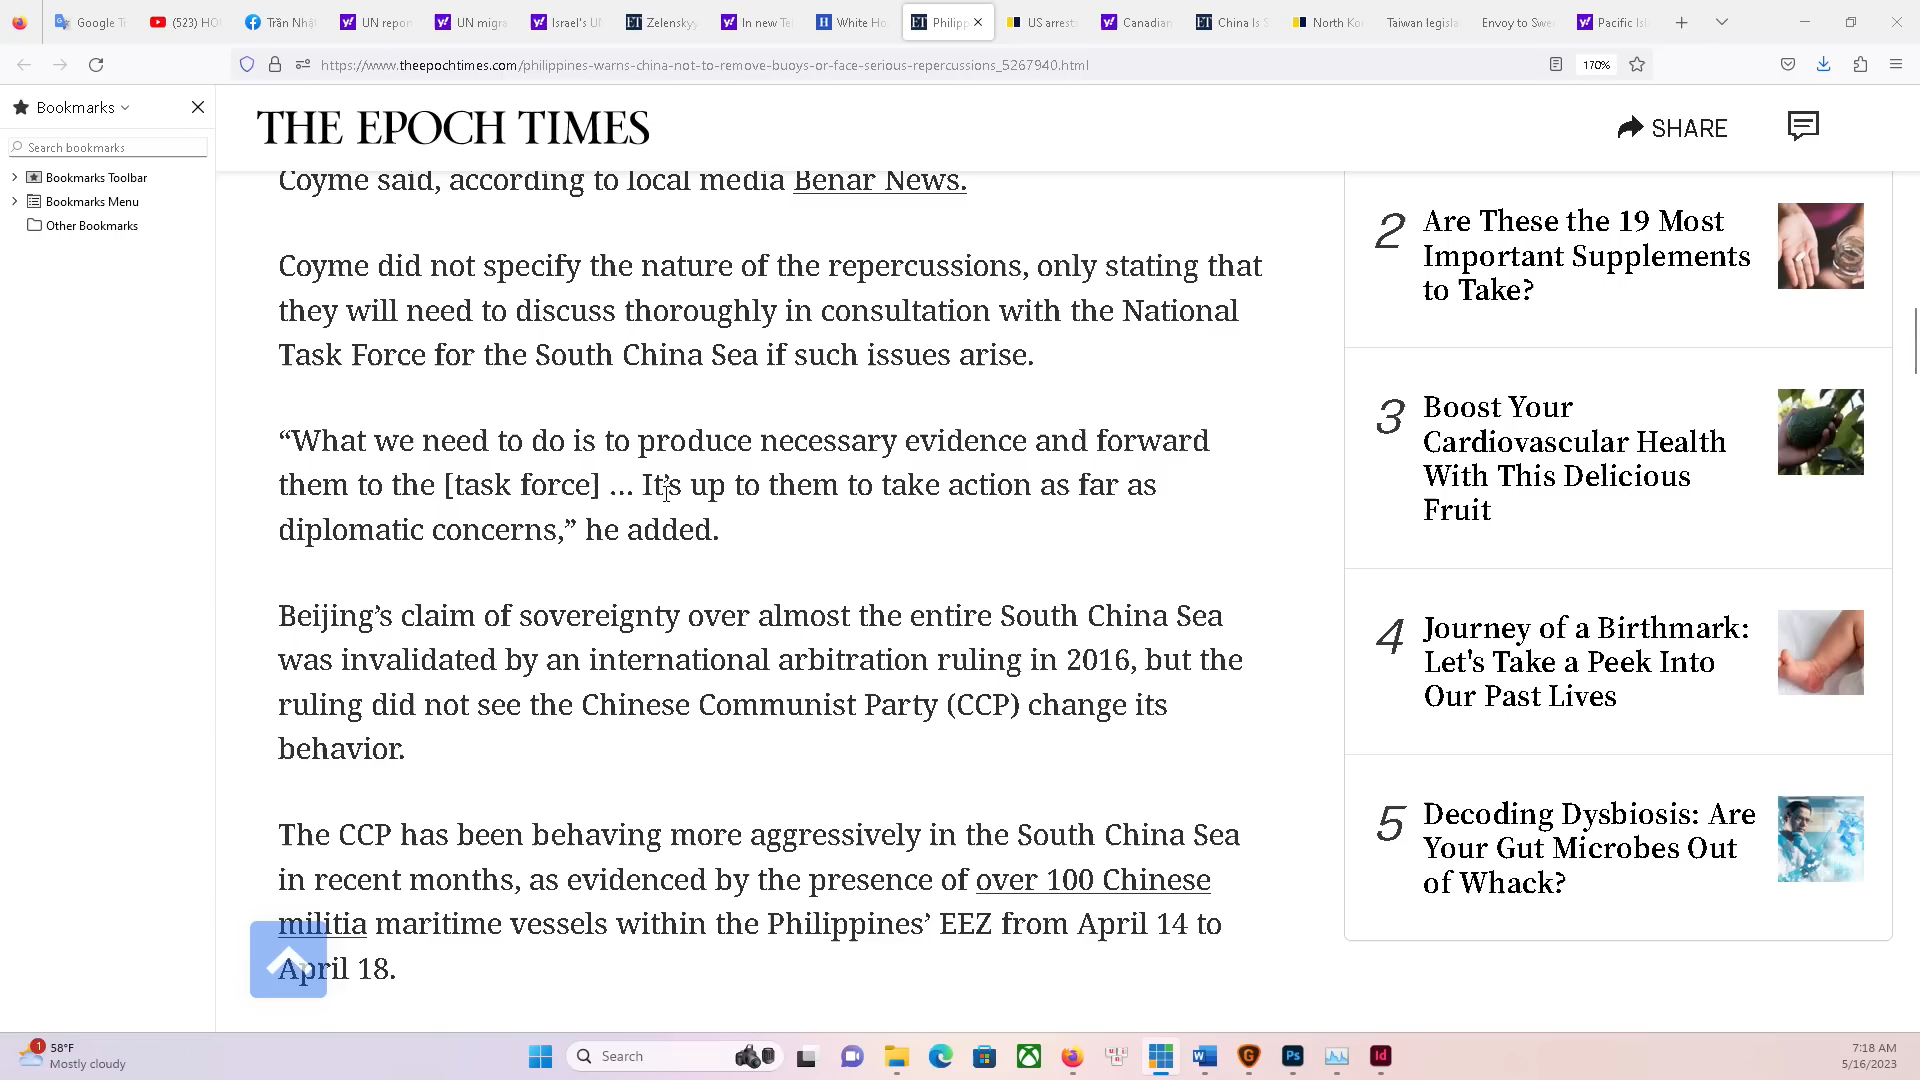 Google Tr
(523) HO
Trần Nhậ
UN repor
UN migra
Israel's U
Zelenskyy
In new Te
White Ho
Philipp
US arrest
Canadian
China Is S
North Ko
Taiwan legisla
Envoy to Swe
Pacific Isl
https://www.theepochtimes.com/philippines-warns-china-not-to-remove-buoys-or-face-serious-repercussions_5267940.html
170%
Bookmarks
Search bookmarks
Bookmarks Toolbar
Bookmarks Menu
Other Bookmarks
THE EPOCH TIMES
SHARE
Coyme said, according to local media Benar News.
Coyme did not specify the nature of the repercussions, only stating that
they will need to discuss thoroughly in consultation with the National
Task Force for the South China Sea if such issues arise.
“What we need to do is to produce necessary evidence and forward
them to the [task force] … It’s up to them to take action as far as
diplomatic concerns,” he added.
Beijing’s claim of sovereignty over almost the entire South China Sea
was invalidated by an international arbitration ruling in 2016, but the
ruling did not see the Chinese Communist Party (CCP) change its
behavior.
The CCP has been behaving more aggressively in the South China Sea
in recent months, as evidenced by the presence of over 100 Chinese
militia maritime vessels within the Philippines’ EEZ from April 14 to
April 18.
2
Are These the 19 Most
Important Supplements
to Take?
3
Boost Your
Cardiovascular Health
With This Delicious
Fruit
4
Journey of a Birthmark:
Let's Take a Peek Into
Our Past Lives
5
Decoding Dysbiosis: Are
Your Gut Microbes Out
of Whack?
1
58°F
Mostly cloudy
Search
7:18 AM
5/16/2023